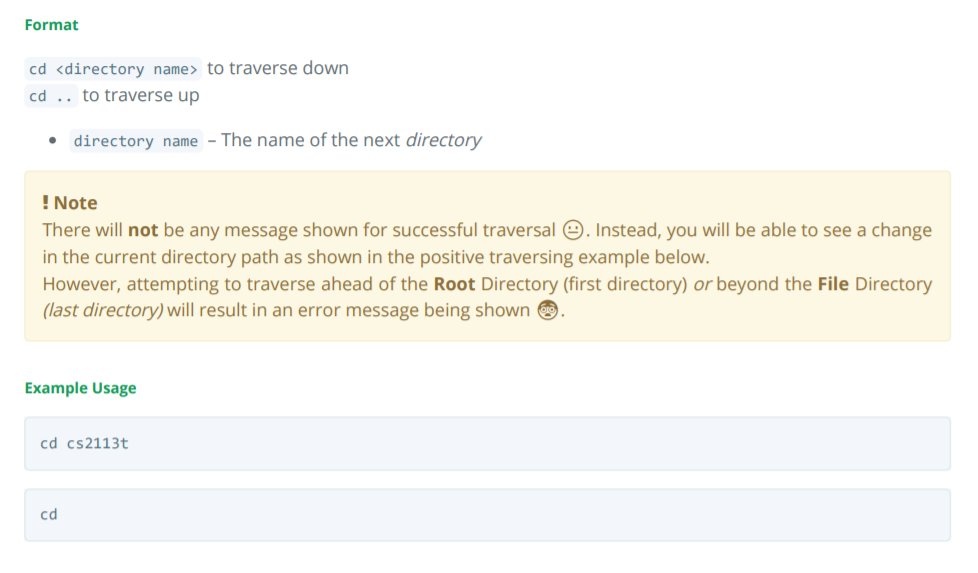 Format
cd <directory name> to traverse down
cd .. to traverse up
• directory name – The name of the next directory
! Note
There will not be any message shown for successful traversal 😐. Instead, you will be able to see a change
in the current directory path as shown in the positive traversing example below.
However, attempting to traverse ahead of the Root Directory (first directory) or beyond the File Directory
(last directory) will result in an error message being shown 🤓.
Example Usage
cd cs2113t
cd